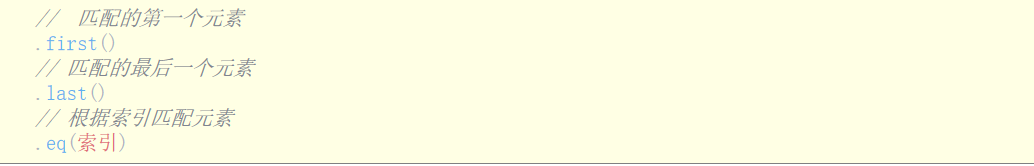 //  匹配的第一个元素
.first()
// 匹配的最后一个元素
.last()
// 根据索引匹配元素
.eq(索引)